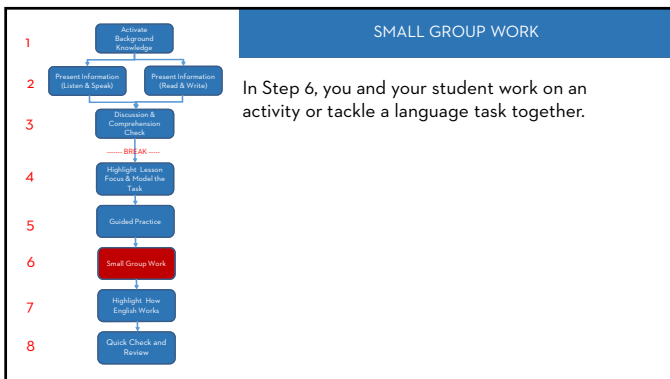 SMALL GROUP WORK
In Step 6, you and your student work on an
activity or tackle a language task together.
1
Activate
Background
Knowledge
2
Present Information
(Listen & Speak)
Present Information
(Read & Write)
3
Discussion &
Comprehension
Check
------- BREAK -----
4
Highlight Lesson
Focus & Model the
Task
5
Guided Practice
6
Small Group Work
7
Highlight How
English Works
8
Quick Check and
Review